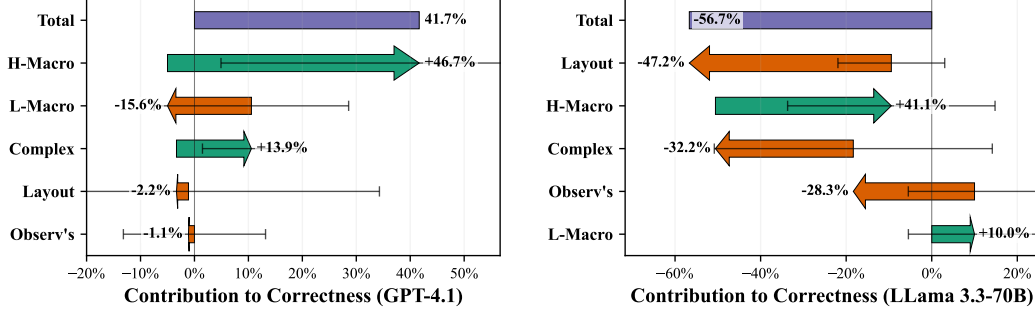 Total
41.7%
H-Macro
+46.7%
L-Macro
-15.6%
Complex
+13.9%
Layout
-2.2%
Observ's
-1.1%
−20% −10% 0% 10% 20% 30% 40% 50%
Contribution to Correctness (GPT-4.1)
Total
-56.7%
Layout
-47.2%
H-Macro
+41.1%
Complex
-32.2%
Observ's
-28.3%
L-Macro
+10.0%
−60% −40% −20% 0% 20%
Contribution to Correctness (LLama 3.3-70B)